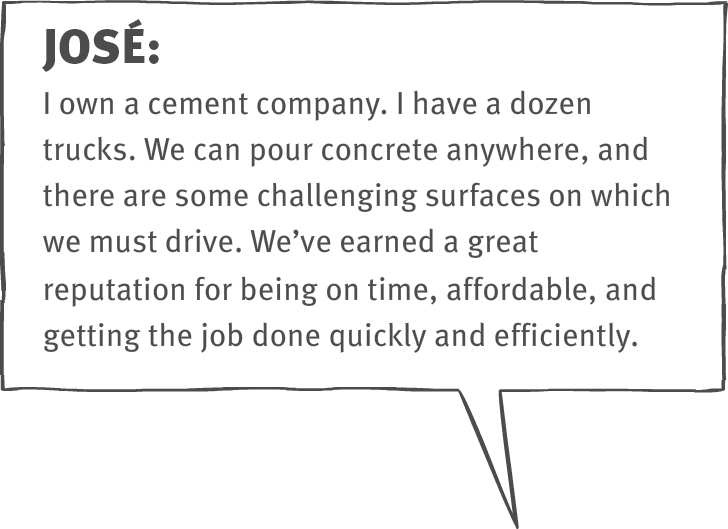 JOSÉ:
I own a cement company. I have a dozen
trucks. We can pour concrete anywhere, and
there are some challenging surfaces on which
we must drive. We’ve earned a great
reputation for being on time, affordable, and
getting the job done quickly and efficiently.